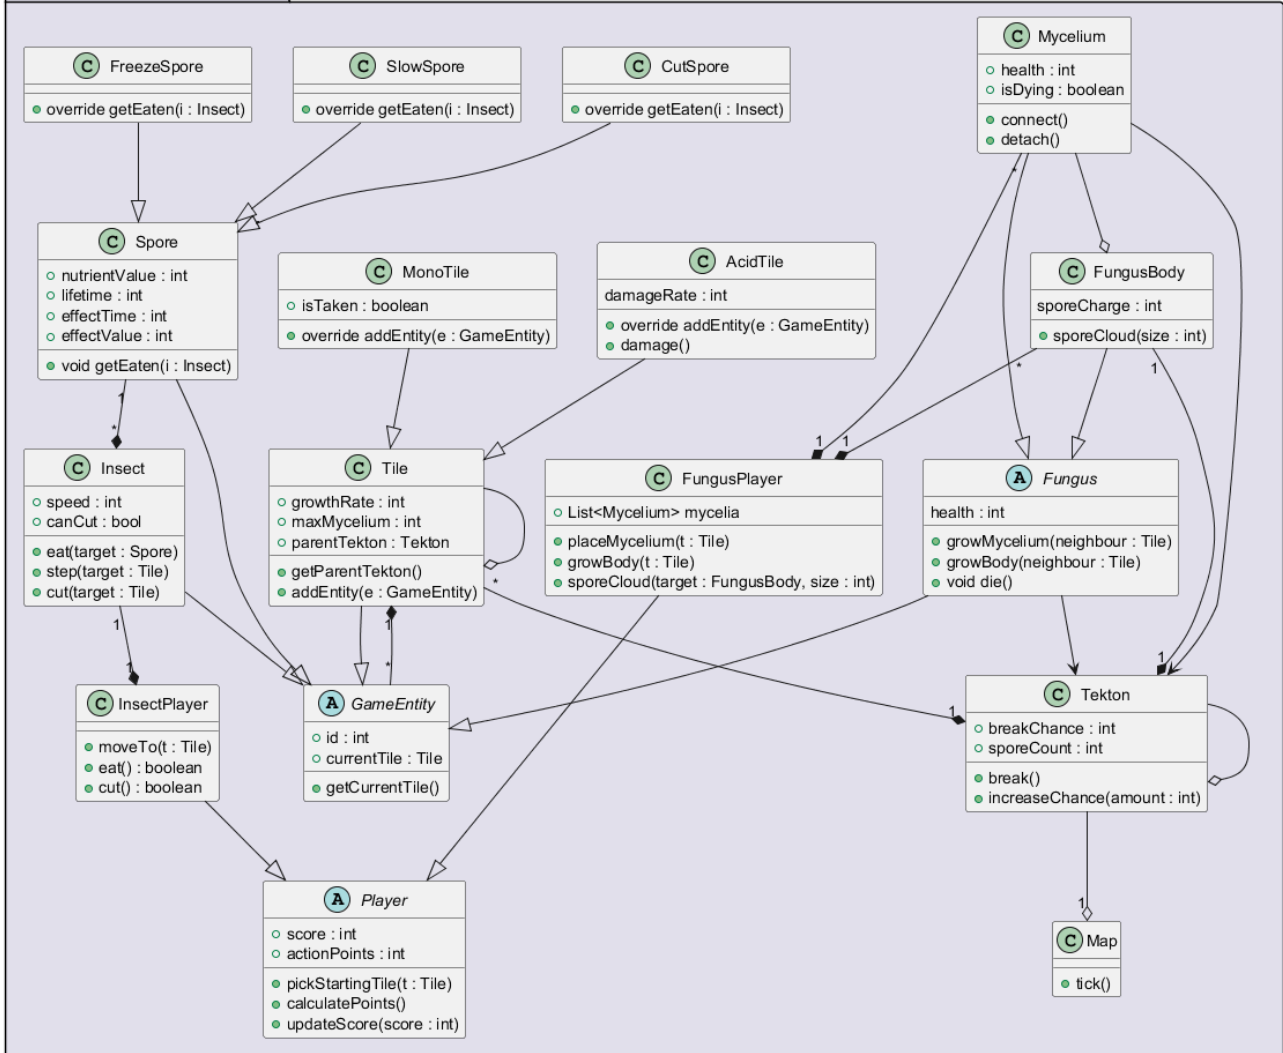 C FreezeSpore
override getEaten(i : Insect)
C SlowSpore
override getEaten(i : Insect)
C CutSpore
override getEaten(i : Insect)
C Mycelium
health : int
isDying : boolean
connect()
detach()
*
C Spore
nutrientValue : int
lifetime : int
effectTime : int
effectValue : int
void getEaten(i : Insect)
1
*
C MonoTile
isTaken : boolean
override addEntity(e : GameEntity)
C AcidTile
damageRate : int
override addEntity(e : GameEntity)
damage()
C FungusBody
sporeCharge : int
sporeCloud(size : int)
*
1
1
1
C Insect
speed : int
canCut : bool
eat(target : Spore)
step(target : Tile)
cut(target : Tile)
1
1
C Tile
growthRate : int
maxMycelium : int
parentTekton : Tekton
getParentTekton()
addEntity(e : GameEntity)
*
1
*
C FungusPlayer
List<Mycelium> mycelia
placeMycelium(t : Tile)
growBody(t : Tile)
sporeCloud(target : FungusBody, size : int)
A Fungus
health : int
growMycelium(neighbour : Tile)
growBody(neighbour : Tile)
void die()
1
1
C InsectPlayer
moveTo(t : Tile)
eat() : boolean
cut() : boolean
A GameEntity
id : int
currentTile : Tile
getCurrentTile()
C Tekton
breakChance : int
sporeCount : int
break()
increaseChance(amount : int)
1
A Player
score : int
actionPoints : int
pickStartingTile(t : Tile)
calculatePoints()
updateScore(score : int)
C Map
tick()